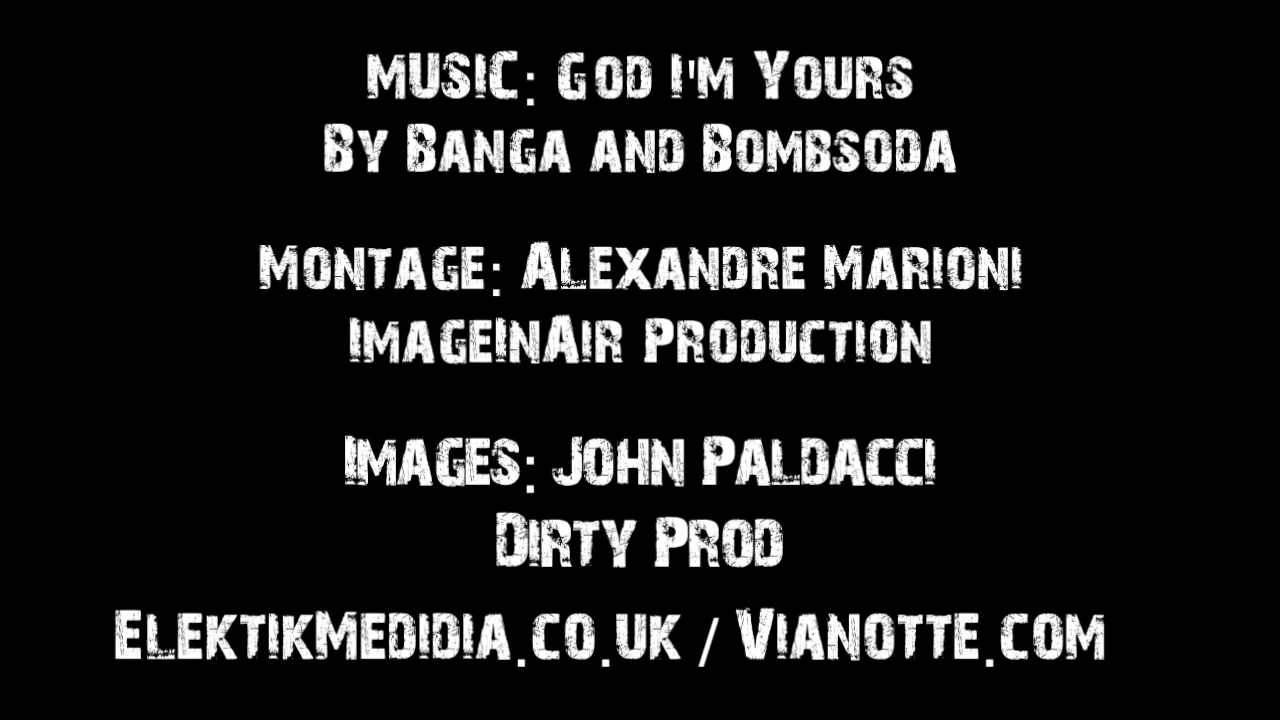 MUSIC: GOD I'M YOURS
BY BANGA AND BOMBSODA
MONTAGE: ALEXANDRE MARIONI
IMAGEINAIR PRODUCTION
IMAGES: JOHN PALDACCI
DIRTY PROD
ELEKTIKMEDIDIA.CO.UK / VIANOTTE.COM